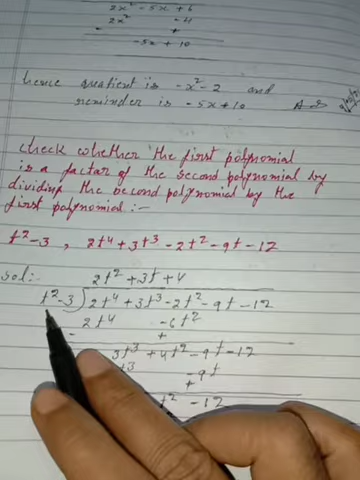 2x² - 5x + 6
2x² - 4
- +
-5x + 10
hence quotient is -x²-2 and
reminder is -5x+10
check whether the first polynomial
is a factor of the second polynomial by
dividing the second polynomial by the
first polynomial :-
t²-3 , 2t⁴+3t³-2t²-9t-12
Sol:- 2t²+3t+4
t²-3) 2t⁴+3t³-2t²-9t-12
2t⁴ -6t²
- +
3t³+4t²-9t-12
t³ -9t
+
t² -12